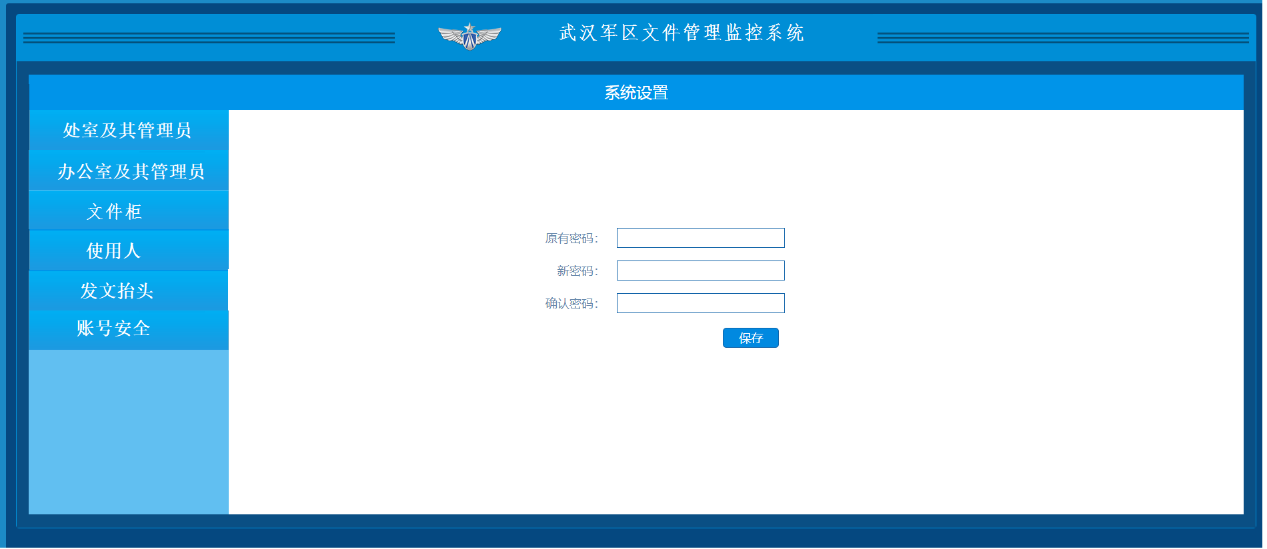 武汉军区文件管理监控系统
系统设置
处室及其管理员
办公室及其管理员
文件柜
使用人
发文抬头
账号安全
原有密码：
新密码：
确认密码：
保存